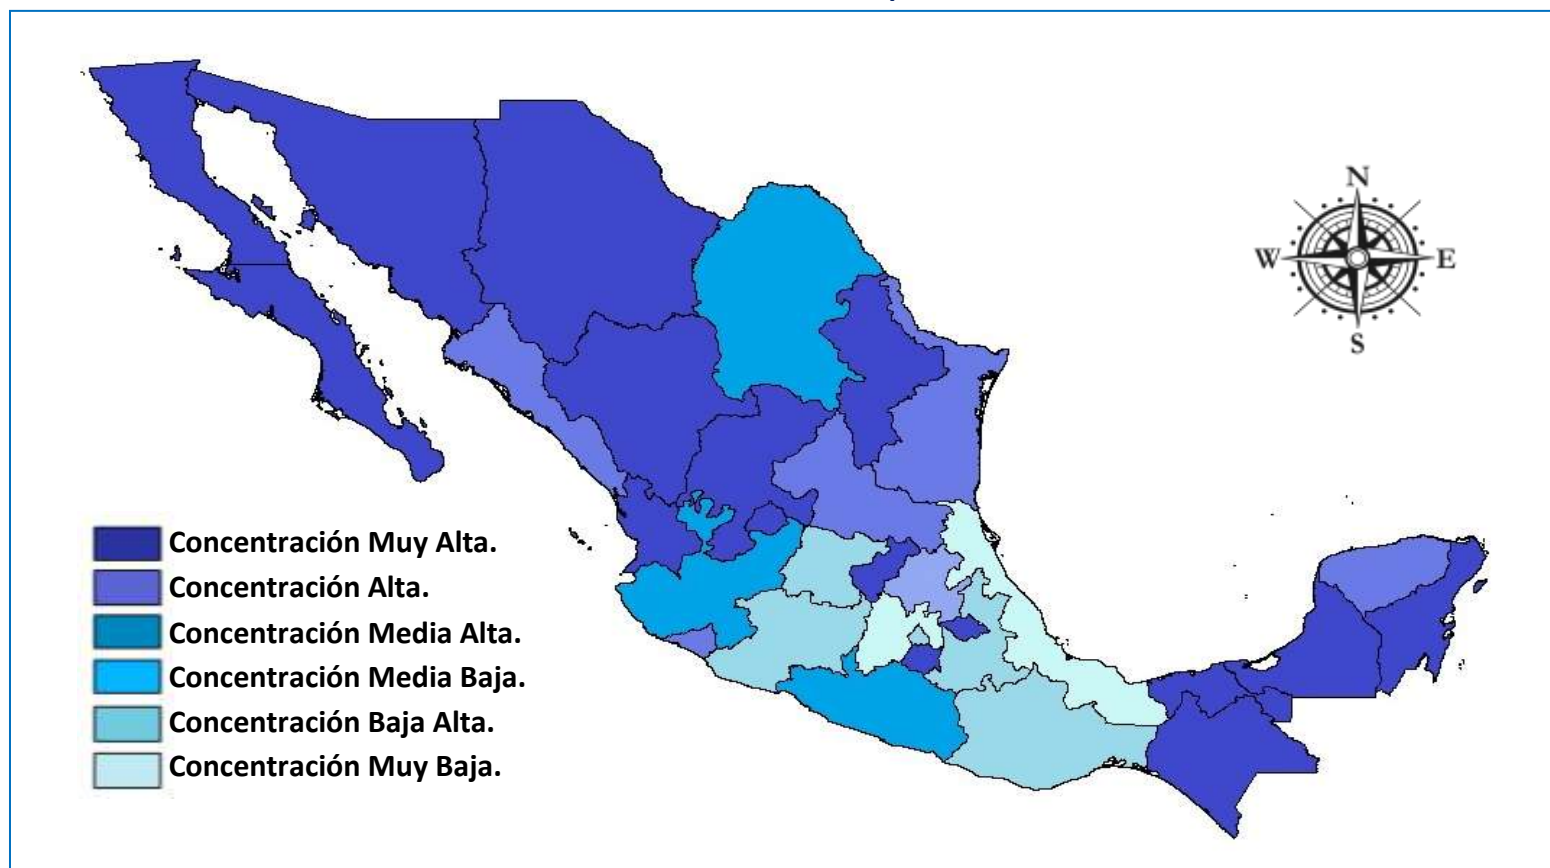 N
W E
S
Concentración Muy Alta.
Concentración Alta.
Concentración Media Alta.
Concentración Media Baja.
Concentración Baja Alta.
Concentración Muy Baja.